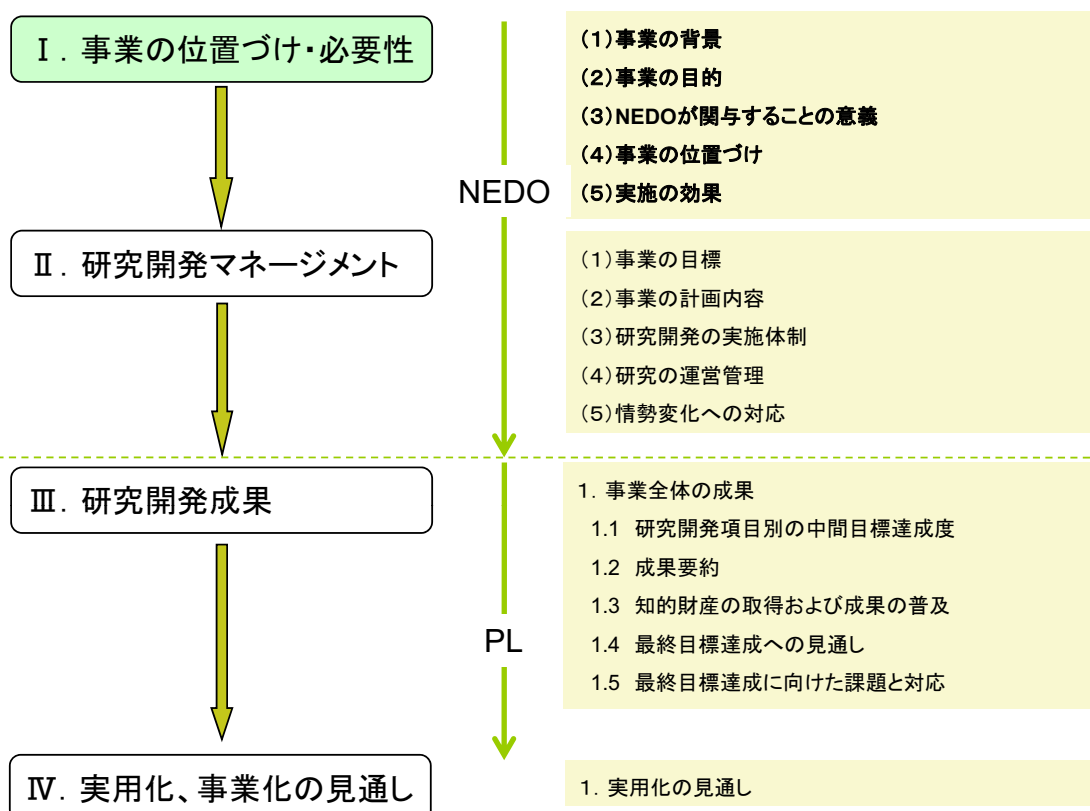 Ⅰ. 事業の位置づけ・必要性
(1)事業の背景
(2)事業の目的
(3)NEDOが関与することの意義
(4)事業の位置づけ
(5)実施の効果
NEDO
Ⅱ. 研究開発マネージメント
(1)事業の目標
(2)事業の計画内容
(3)研究開発の実施体制
(4)研究の運営管理
(5)情勢変化への対応
Ⅲ. 研究開発成果
1. 事業全体の成果
1.1 研究開発項目別の中間目標達成度
1.2 成果要約
1.3 知的財産の取得および成果の普及
1.4 最終目標達成への見通し
1.5 最終目標達成に向けた課題と対応
PL
Ⅳ. 実用化、事業化の見通し
1. 実用化の見通し